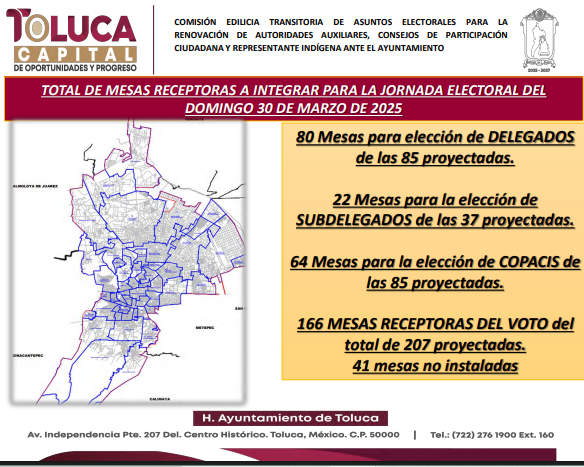 TOLUCA
CAPITAL
DE OPORTUNIDADES Y PROGRESO
COMISIÓN EDILICIA TRANSITORIA DE ASUNTOS ELECTORALES PARA LA
RENOVACIÓN DE AUTORIDADES AUXILIARES, CONSEJOS DE PARTICIPACIÓN
CIUDADANA Y REPRESENTANTE INDÍGENA ANTE EL AYUNTAMIENTO
2025 - 2027
TOTAL DE MESAS RECEPTORAS A INTEGRAR PARA LA JORNADA ELECTORAL DEL
DOMINGO 30 DE MARZO DE 2025
ALMOLOYA DE JUAREZ
SAN
METEPEC
ZINACANTEPEC
CALIMAYA
80 Mesas para elección de DELEGADOS
de las 85 proyectadas.
22 Mesas para la elección de
SUBDELEGADOS de las 37 proyectadas.
64 Mesas para la elección de COPACIS de
las 85 proyectadas.
166 MESAS RECEPTORAS DEL VOTO del
total de 207 proyectadas.
41 mesas no instaladas
H. Ayuntamiento de Toluca
Av. Independencia Pte. 207 Del. Centro Histórico. Toluca, México. C.P. 50000 | Tel.: (722) 276 1900 Ext. 160